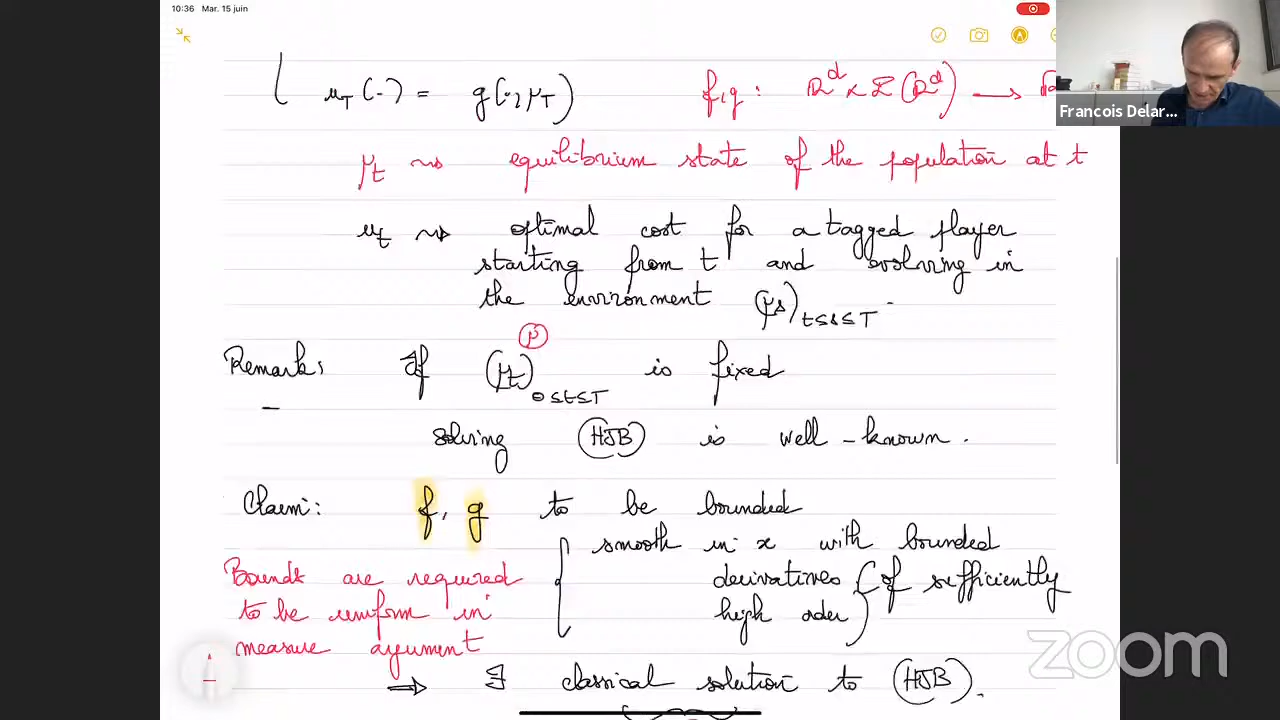 10:36 Mar. 15 juin
u_T(·) = g(·, μ_T)
f, g : ℝ^d × 𝒫(ℝ^d) →
Francois Delar...
μ_t ⇝ equilibrium state of the population at t
u_t ⇝ optimal cost for a tagged player
starting from t and evolving in
the environment (μ_s)_{t≤s≤T}
Remark: If (μ_t)_{0≤t≤T} is fixed
solving (HJB) is well-known.
Claim: f, g to be bounded
smooth in x with bounded
Bounds are required derivatives (of sufficiently
to be uniform in high order)
measure argument
⇒ ∃ classical solution to (HJB).
zoom